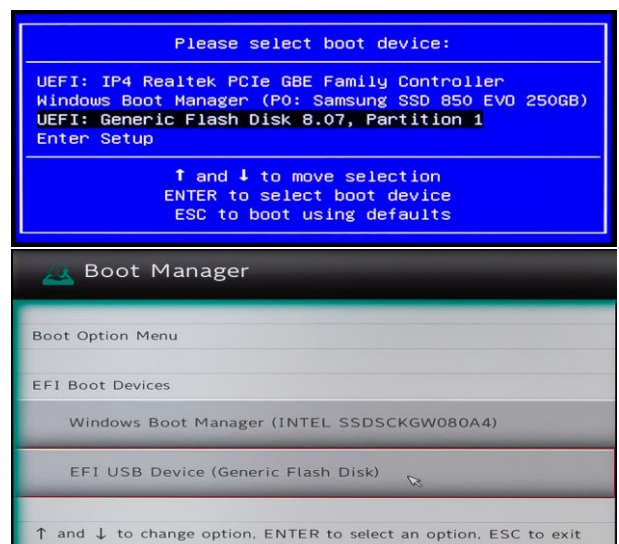 Please select boot device:
UEFI: IP4 Realtek PCIe GBE Family Controller
Windows Boot Manager (P0: Samsung SSD 850 EVO 250GB)
UEFI: Generic Flash Disk 8.07, Partition 1
Enter Setup
↑ and ↓ to move selection
ENTER to select boot device
ESC to boot using defaults
Boot Manager
Boot Option Menu
EFI Boot Devices
Windows Boot Manager (INTEL SSDSCKGW080A4)
EFI USB Device (Generic Flash Disk)
↑ and ↓ to change option, ENTER to select an option, ESC to exit